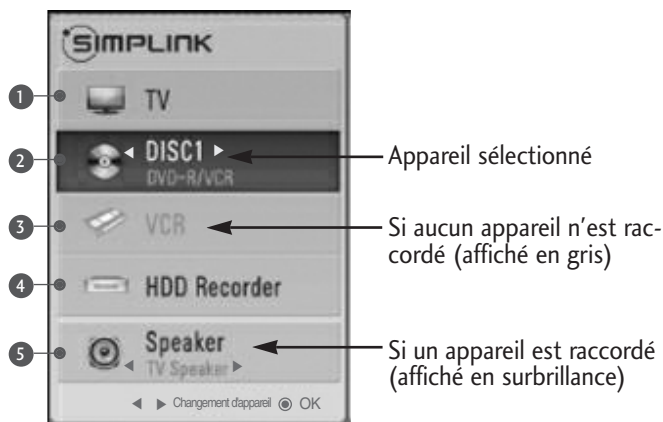 SIMPLINK
1 TV
2 ◄ DISC1 ►
DVD-R/VCR
Appareil sélectionné
3 VCR
Si aucun appareil n’est rac-
cordé (affiché en gris)
4 HDD Recorder
5 Speaker
◄ TV Speaker ►
Si un appareil est raccordé
(affiché en surbrillance)
◄ ► Changement d'appareil ◉ OK